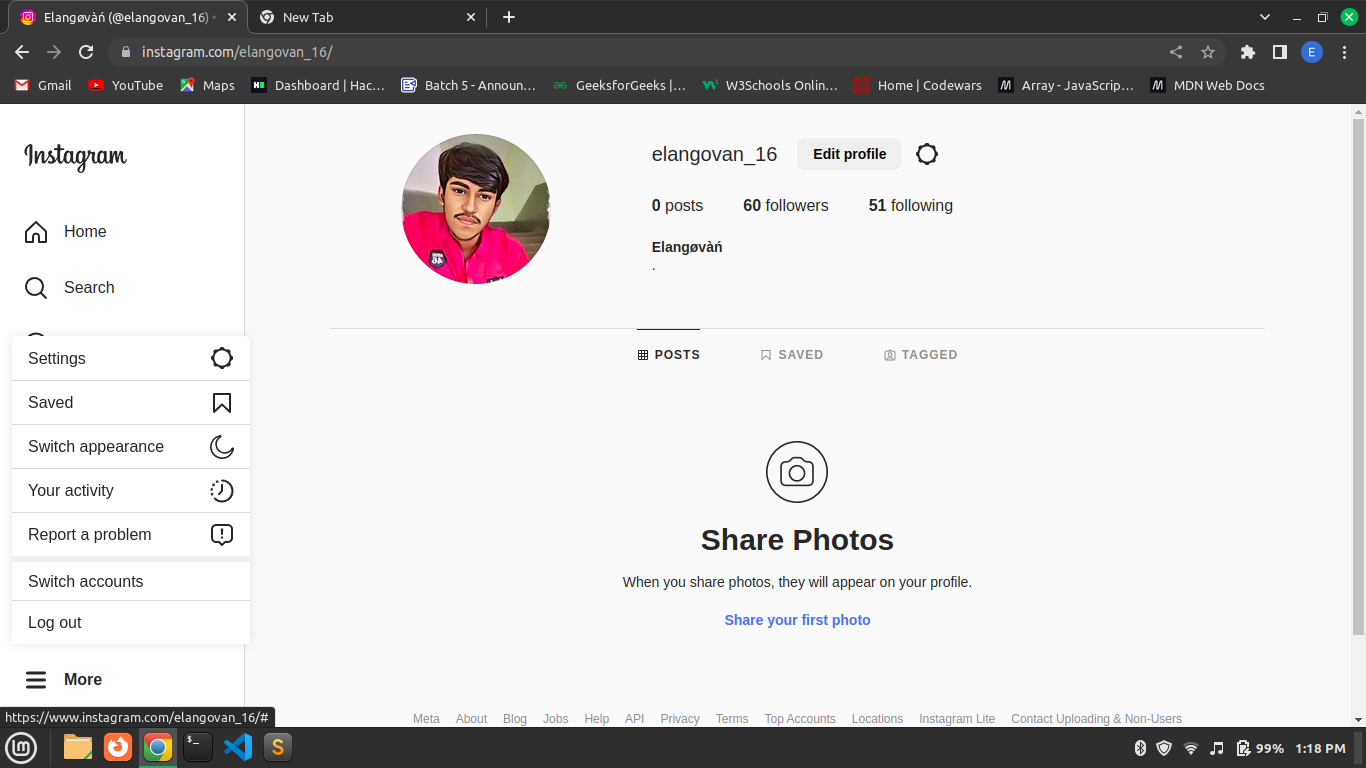 Elangøvàń (@elangovan_16) •
New Tab
instagram.com/elangovan_16/
E
Gmail
YouTube
Maps
Dashboard | Hac…
Batch 5 - Announ…
GeeksforGeeks |…
W3Schools Onlin…
Home | Codewars
Array - JavaScrip…
MDN Web Docs
Instagram
Home
Search
Settings
Saved
Switch appearance
Your activity
Report a problem
Switch accounts
Log out
More
elangovan_16 Edit profile
0 posts 60 followers 51 following
Elangøvàń
.
POSTS SAVED TAGGED
Share Photos
When you share photos, they will appear on your profile.
Share your first photo
Meta About Blog Jobs Help API Privacy Terms Top Accounts Locations Instagram Lite Contact Uploading & Non-Users
https://www.instagram.com/elangovan_16/#
99% 1:18 PM